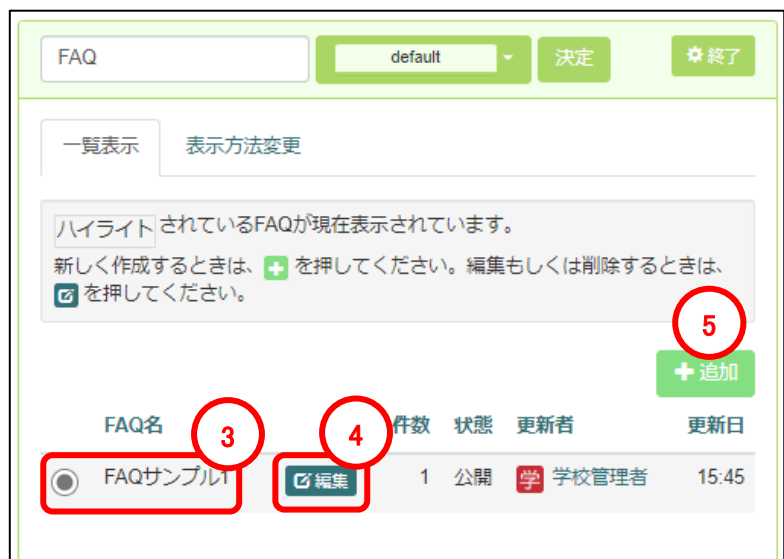 FAQ default 決定 終了
一覧表示 表示方法変更
ハイライト されているFAQが現在表示されています。
新しく作成するときは、 を押してください。編集もしくは削除するときは、
を押してください。
5
追加
FAQ名 3 4 件数 状態 更新者 更新日
FAQサンプル1 編集 1 公開 学 学校管理者 15:45